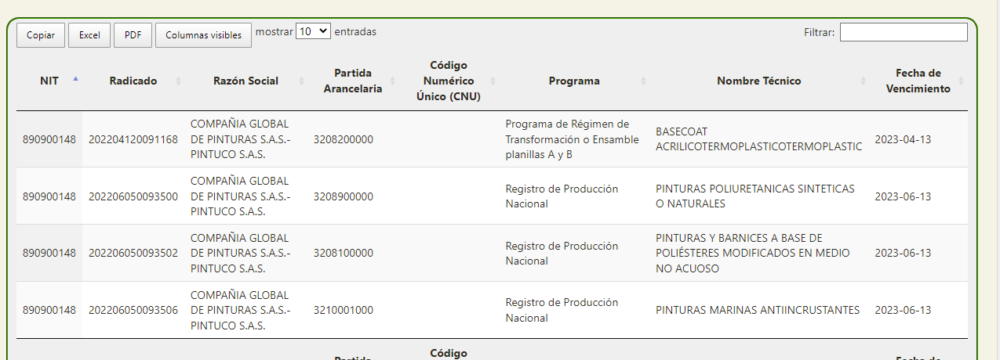 Copiar Excel PDF Columnas visibles mostrar 10 entradas Filtrar:
NIT Radicado Razón Social Partida Arancelaria Código Numérico Único (CNU) Programa Nombre Técnico Fecha de Vencimiento
890900148 202204120091168 COMPAÑIA GLOBAL DE PINTURAS S.A.S.- PINTUCO S.A.S. 3208200000 Programa de Régimen de Transformación o Ensamble planillas A y B BASECOAT ACRILICOTERMOPLASTICOTERMOPLASTIC 2023-04-13
890900148 202206050093500 COMPAÑIA GLOBAL DE PINTURAS S.A.S.- PINTUCO S.A.S. 3208900000 Registro de Producción Nacional PINTURAS POLIURETANICAS SINTETICAS O NATURALES 2023-06-13
890900148 202206050093502 COMPAÑIA GLOBAL DE PINTURAS S.A.S.- PINTUCO S.A.S. 3208100000 Registro de Producción Nacional PINTURAS Y BARNICES A BASE DE POLIÉSTERES MODIFICADOS EN MEDIO NO ACUOSO 2023-06-13
890900148 202206050093506 COMPAÑIA GLOBAL DE PINTURAS S.A.S.- PINTUCO S.A.S. 3210001000 Registro de Producción Nacional PINTURAS MARINAS ANTIINCRUSTANTES 2023-06-13
Código
Partida Fecha de